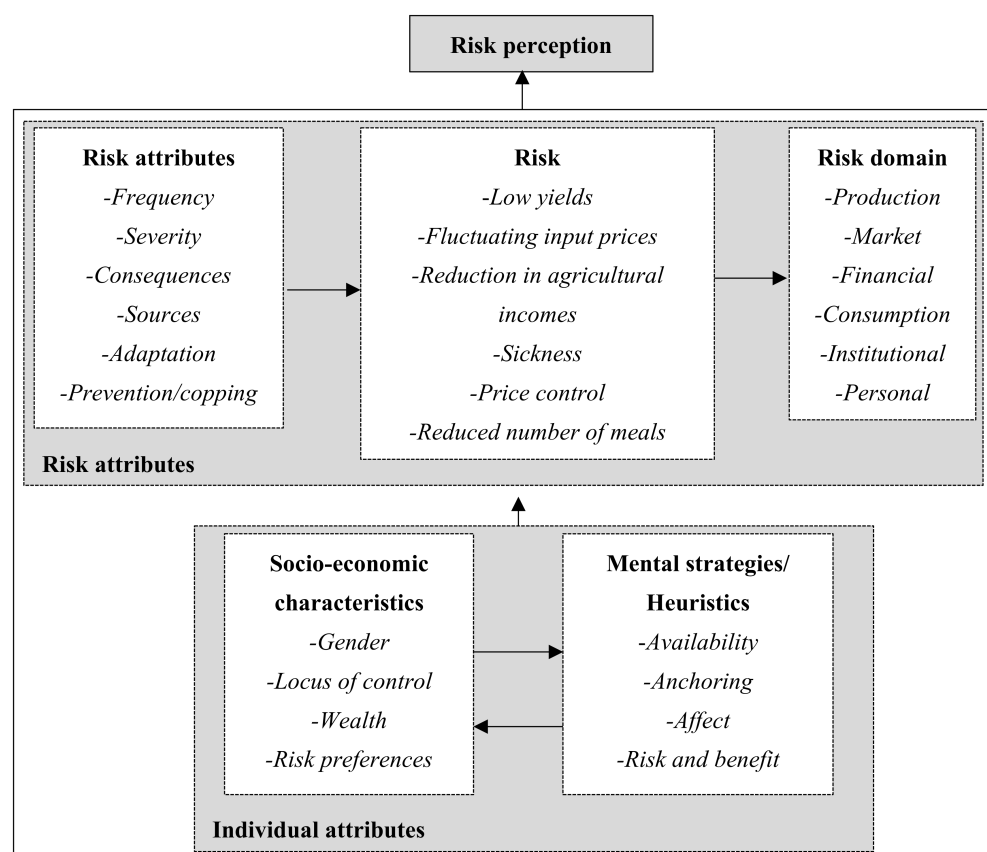 Risk perception
Risk attributes
-Frequency
-Severity
-Consequences
-Sources
-Adaptation
-Prevention/copping
Risk
-Low yields
-Fluctuating input prices
-Reduction in agricultural
incomes
-Sickness
-Price control
-Reduced number of meals
Risk domain
-Production
-Market
-Financial
-Consumption
-Institutional
-Personal
Risk attributes
Socio-economic
characteristics
-Gender
-Locus of control
-Wealth
-Risk preferences
Mental strategies/
Heuristics
-Availability
-Anchoring
-Affect
-Risk and benefit
Individual attributes